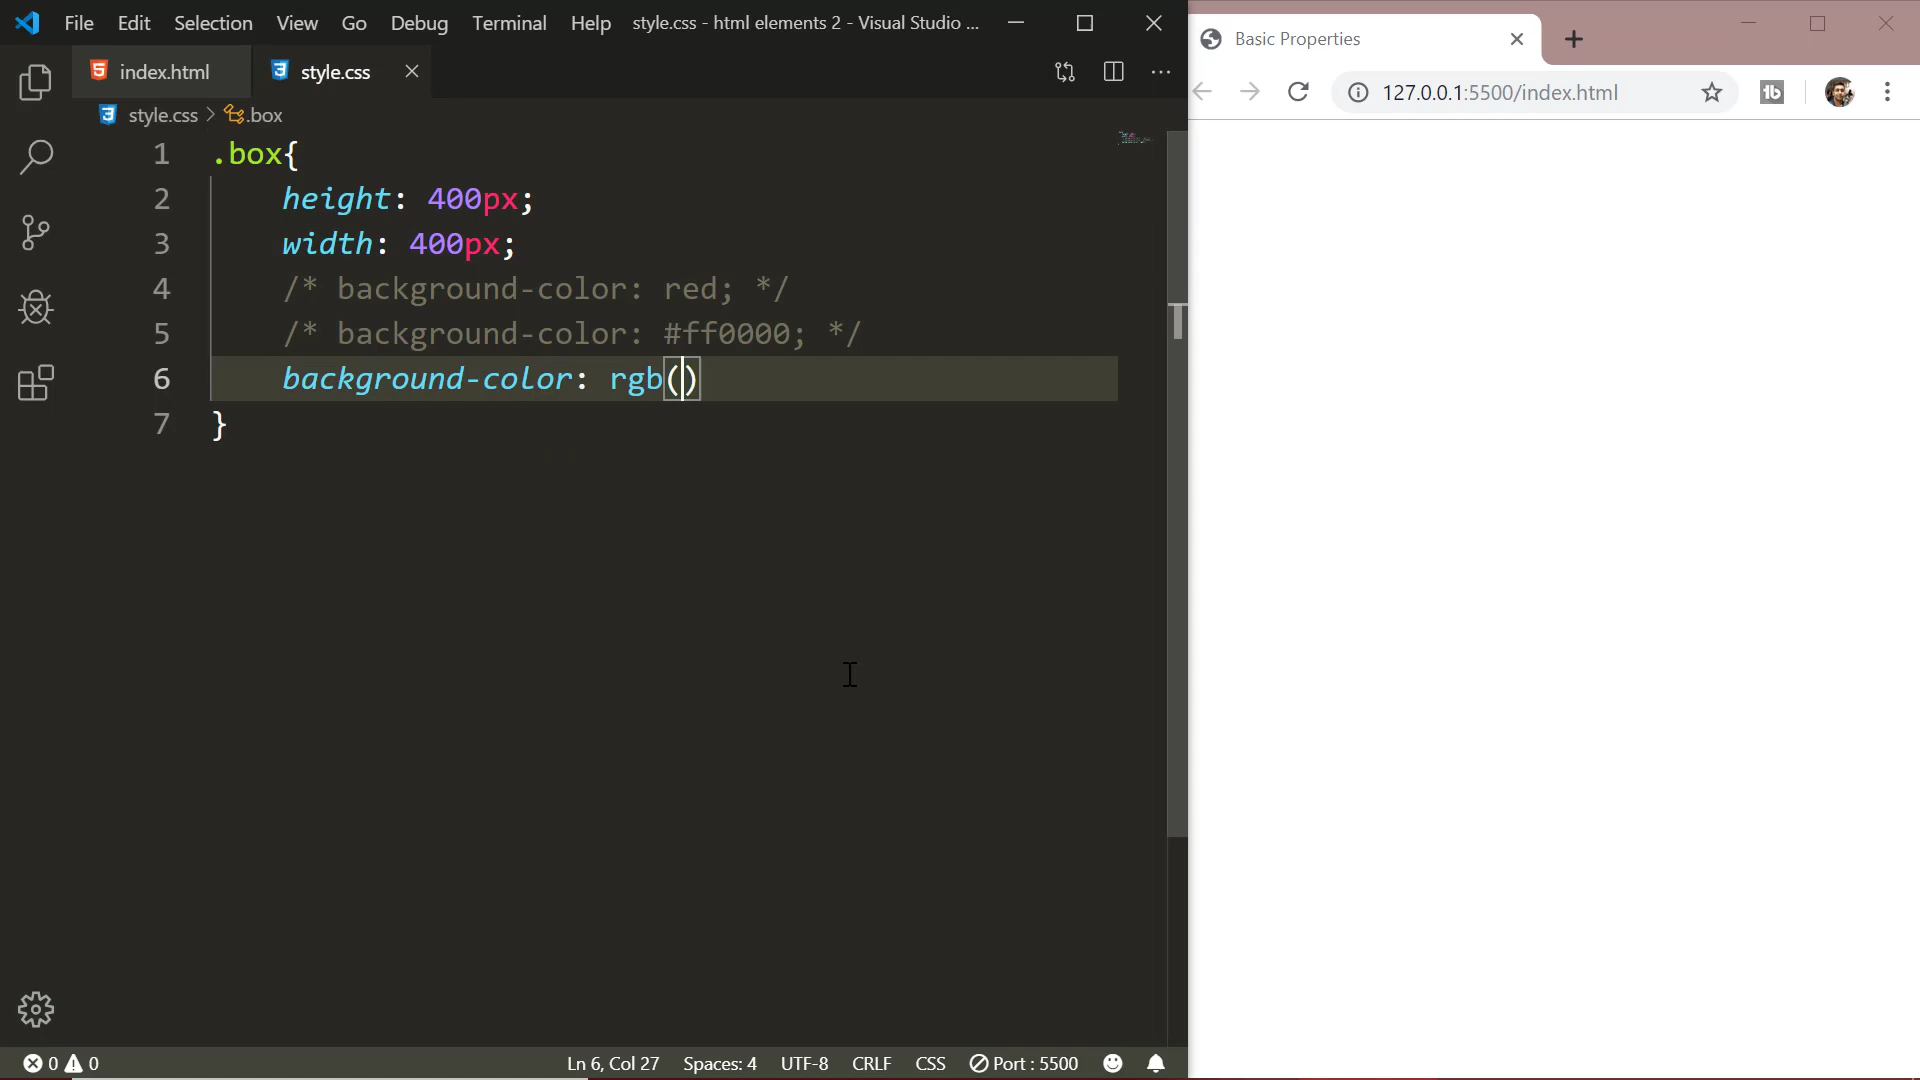 File Edit Selection View Go Debug Terminal Help style.css - html elements 2 - Visual Studio ...
index.html style.css
style.css > .box
1 .box{
2 height: 400px;
3 width: 400px;
4 /* background-color: red; */
5 /* background-color: #ff0000; */
6 background-color: rgb()
7 }
0 0 Ln 6, Col 27 Spaces: 4 UTF-8 CRLF CSS Port : 5500
Basic Properties
127.0.0.1:5500/index.html